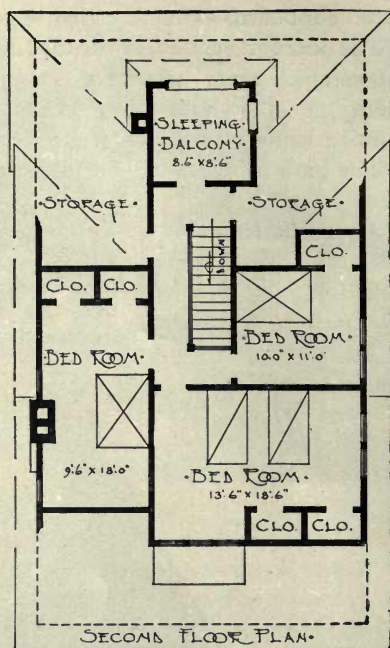 ·SLEEPING·
BALCONY·
8'-6" X 8'-6"
·STORAGE·
·STORAGE·
DOWN
CLO.
CLO.
CLO.
·BED ROOM·
·BED ROOM·
10'-0" X 11'-0"
9'-6" X 18'-0"
·BED ROOM·
13'-6" X 18'-6"
CLO.
CLO.
·SECOND FLOOR PLAN·